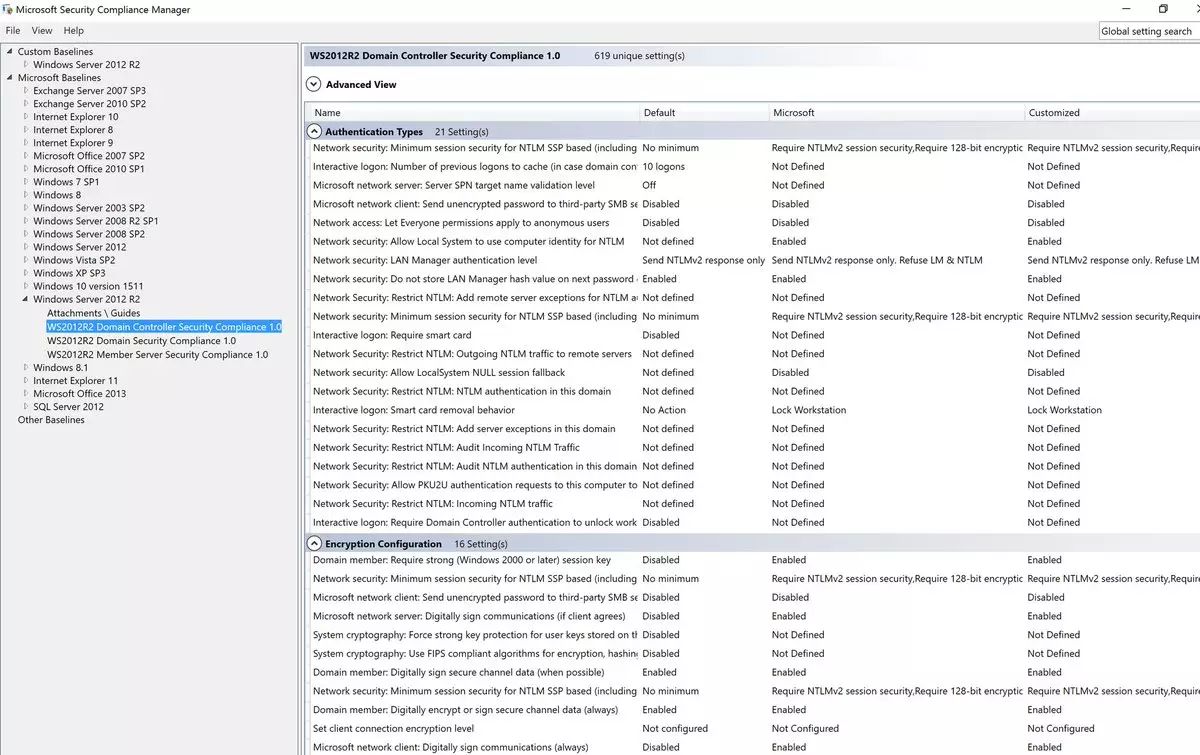 Microsoft Security Compliance Manager
File View Help
Global setting search
Custom Baselines
Windows Server 2012 R2
Microsoft Baselines
Exchange Server 2007 SP3
Exchange Server 2010 SP2
Internet Explorer 10
Internet Explorer 8
Internet Explorer 9
Microsoft Office 2007 SP2
Microsoft Office 2010 SP1
Windows 7 SP1
Windows 8
Windows Server 2003 SP2
Windows Server 2008 R2 SP1
Windows Server 2008 SP2
Windows Server 2012
Windows Vista SP2
Windows XP SP3
Windows 10 version 1511
Windows Server 2012 R2
Attachments \ Guides
WS2012R2 Domain Controller Security Compliance 1.0
WS2012R2 Domain Security Compliance 1.0
WS2012R2 Member Server Security Compliance 1.0
Windows 8.1
Internet Explorer 11
Microsoft Office 2013
SQL Server 2012
Other Baselines
WS2012R2 Domain Controller Security Compliance 1.0 619 unique setting(s)
Advanced View
Name Default Microsoft Customized
Authentication Types 21 Setting(s)
Network security: Minimum session security for NTLM SSP based (including No minimum Require NTLMv2 session security,Require 128-bit encryptic Require NTLMv2 session security,Require
Interactive logon: Number of previous logons to cache (in case domain con 10 logons Not Defined Not Defined
Microsoft network server: Server SPN target name validation level Off Not Defined Not Defined
Microsoft network client: Send unencrypted password to third-party SMB se Disabled Disabled Disabled
Network access: Let Everyone permissions apply to anonymous users Disabled Disabled Disabled
Network security: Allow Local System to use computer identity for NTLM Not defined Enabled Enabled
Network security: LAN Manager authentication level Send NTLMv2 response only Send NTLMv2 response only. Refuse LM & NTLM Send NTLMv2 response only. Refuse LM
Network security: Do not store LAN Manager hash value on next password Enabled Enabled Enabled
Network Security: Restrict NTLM: Add remote server exceptions for NTLM a Not defined Not Defined Not Defined
Network security: Minimum session security for NTLM SSP based (including No minimum Require NTLMv2 session security,Require 128-bit encryptic Require NTLMv2 session security,Require
Interactive logon: Require smart card Disabled Not Defined Not Defined
Network Security: Restrict NTLM: Outgoing NTLM traffic to remote servers Not defined Not Defined Not Defined
Network Security: Allow LocalSystem NULL session fallback Not defined Disabled Disabled
Network Security: Restrict NTLM: NTLM authentication in this domain Not defined Not Defined Not Defined
Interactive logon: Smart card removal behavior No Action Lock Workstation Lock Workstation
Network Security: Restrict NTLM: Add server exceptions in this domain Not defined Not Defined Not Defined
Network Security: Restrict NTLM: Audit Incoming NTLM Traffic Not defined Not Defined Not Defined
Network Security: Restrict NTLM: Audit NTLM authentication in this domain Not defined Not Defined Not Defined
Network Security: Allow PKU2U authentication requests to this computer to Not defined Not Defined Not Defined
Network Security: Restrict NTLM: Incoming NTLM traffic Not defined Not Defined Not Defined
Interactive logon: Require Domain Controller authentication to unlock work Disabled Not Defined Not Defined
Encryption Configuration 16 Setting(s)
Domain member: Require strong (Windows 2000 or later) session key Disabled Enabled Enabled
Network security: Minimum session security for NTLM SSP based (including No minimum Require NTLMv2 session security,Require 128-bit encryptic Require NTLMv2 session security,Require
Microsoft network client: Send unencrypted password to third-party SMB se Disabled Disabled Disabled
Microsoft network server: Digitally sign communications (if client agrees) Disabled Enabled Enabled
System cryptography: Force strong key protection for user keys stored on th Disabled Not Defined Not Defined
System cryptography: Use FIPS compliant algorithms for encryption, hashing Disabled Not Defined Not Defined
Domain member: Digitally sign secure channel data (when possible) Enabled Enabled Enabled
Network security: Minimum session security for NTLM SSP based (including No minimum Require NTLMv2 session security,Require 128-bit encryptic Require NTLMv2 session security,Require
Domain member: Digitally encrypt or sign secure channel data (always) Enabled Enabled Enabled
Set client connection encryption level Not configured Not Configured Not Configured
Microsoft network client: Digitally sign communications (always) Disabled Enabled Enabled